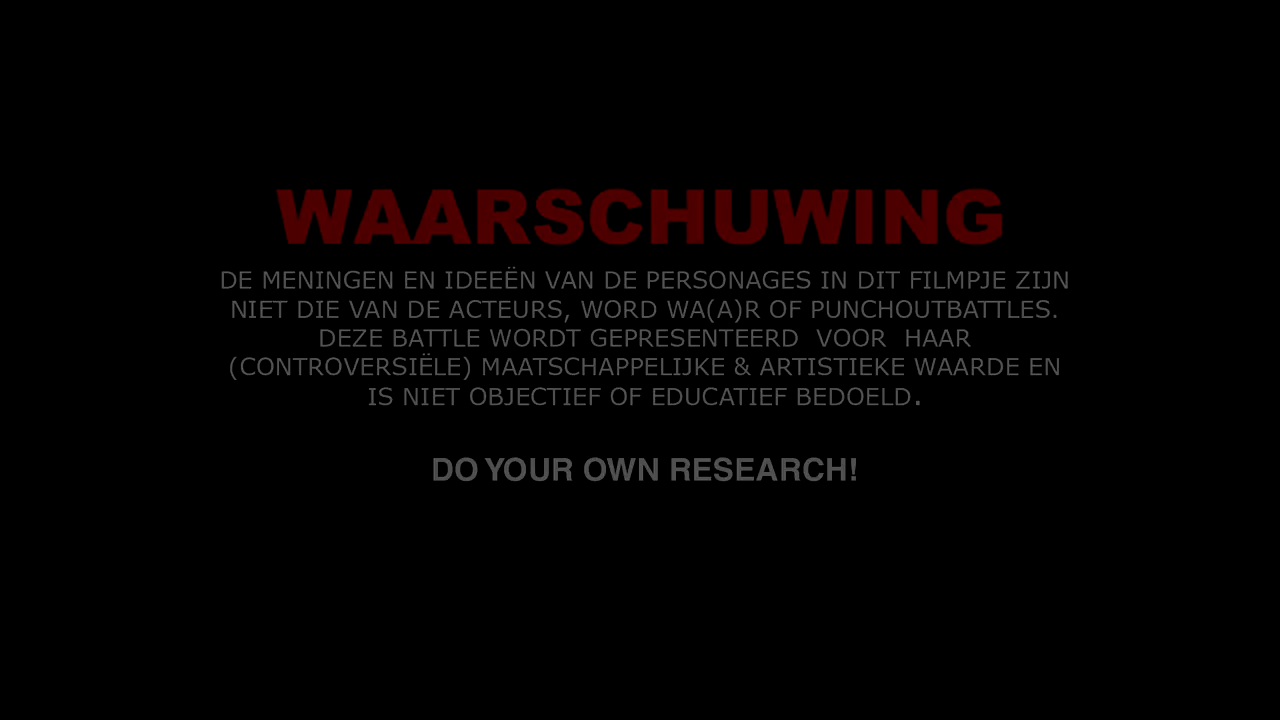 WAARSCHUWING
DE MENINGEN EN IDEEËN VAN DE PERSONAGES IN DIT FILMPJE ZIJN
NIET DIE VAN DE ACTEURS, WORD WA(A)R OF PUNCHOUTBATTLES.
DEZE BATTLE WORDT GEPRESENTEERD VOOR HAAR
(CONTROVERSIËLE) MAATSCHAPPELIJKE & ARTISTIEKE WAARDE EN
IS NIET OBJECTIEF OF EDUCATIEF BEDOELD.
DO YOUR OWN RESEARCH!